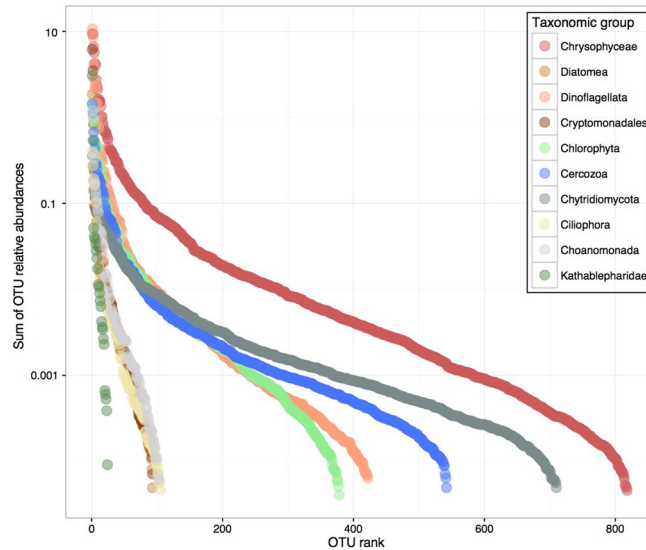 Taxonomic group
Chrysophyceae
Diatomea
Dinoflagellata
Cryptomonadales
Chlorophyta
Cercozoa
Chytridiomycota
Ciliophora
Choanomonada
Kathablepharidae
Sum of OTU relative abundances
10
0.1
0.001
0
200
400
600
800
OTU rank